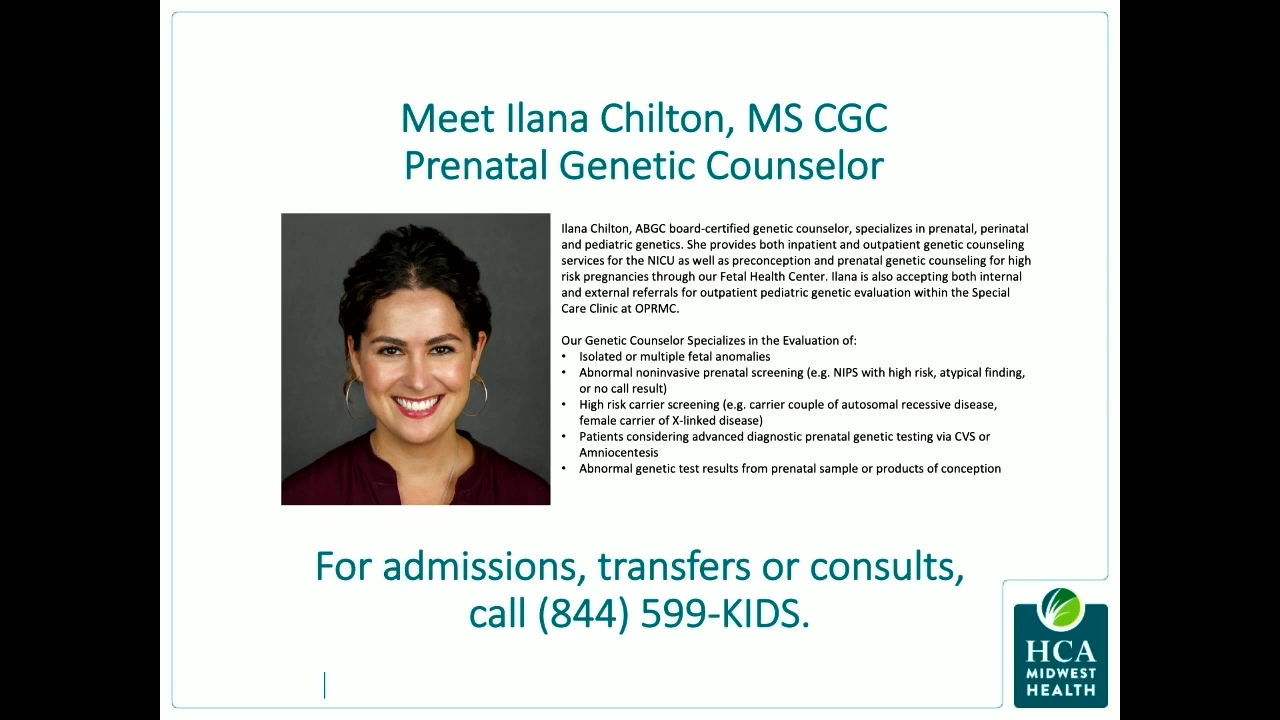 Meet Ilana Chilton, MS CGC
Prenatal Genetic Counselor
Ilana Chilton, ABGC board-certified genetic counselor, specializes in prenatal, perinatal
and pediatric genetics. She provides both inpatient and outpatient genetic counseling
services for the NICU as well as preconception and prenatal genetic counseling for high
risk pregnancies through our Fetal Health Center. Ilana is also accepting both internal
and external referrals for outpatient pediatric genetic evaluation within the Special
Care Clinic at OPRMC.
Our Genetic Counselor Specializes in the Evaluation of:
• Isolated or multiple fetal anomalies
• Abnormal noninvasive prenatal screening (e.g. NIPS with high risk, atypical finding,
or no call result)
• High risk carrier screening (e.g. carrier couple of autosomal recessive disease,
female carrier of X-linked disease)
• Patients considering advanced diagnostic prenatal genetic testing via CVS or
Amniocentesis
• Abnormal genetic test results from prenatal sample or products of conception
For admissions, transfers or consults,
call (844) 599-KIDS.
HCA
MIDWEST
HEALTH